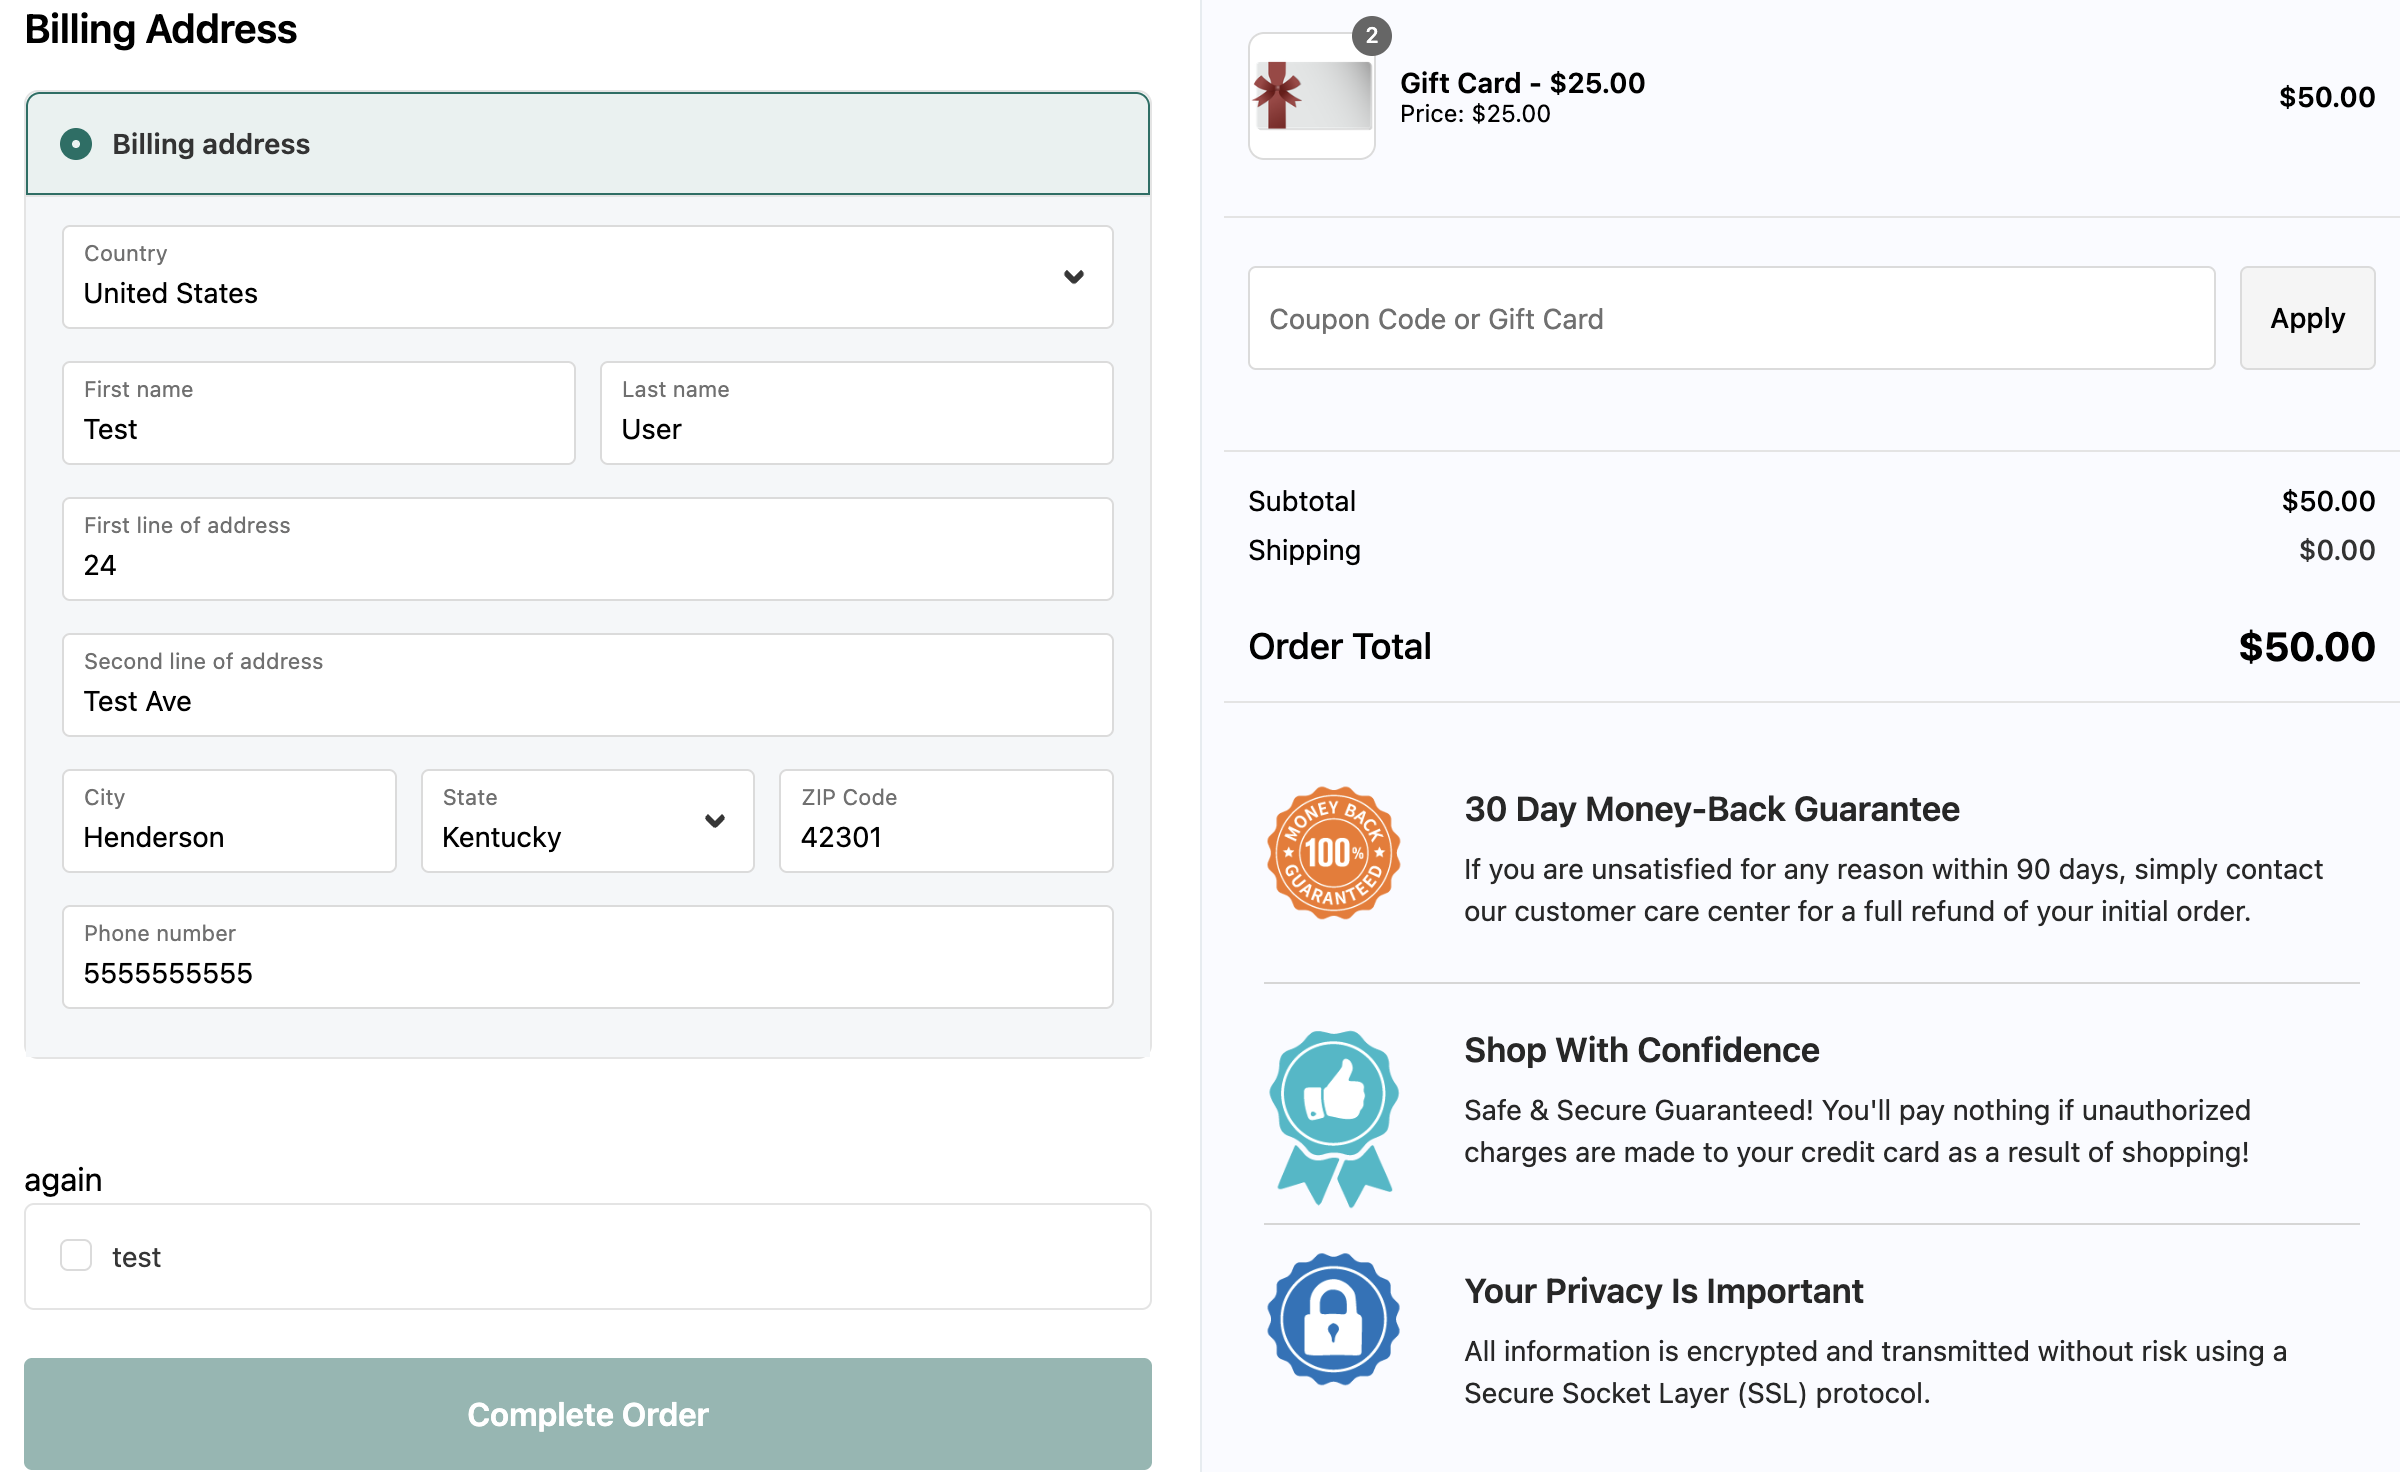 Billing Address
Billing address
Country
United States
First name
Test
Last name
User
First line of address
24
Second line of address
Test Ave
City
Henderson
State
Kentucky
ZIP Code
42301
Phone number
5555555555
again
test
Complete Order
2
Gift Card - $25.00
Price: $25.00
$50.00
Coupon Code or Gift Card
Apply
Subtotal
$50.00
Shipping
$0.00
Order Total
$50.00
MONEY BACK
100%
GUARANTEED
30 Day Money-Back Guarantee
If you are unsatisfied for any reason within 90 days, simply contact
our customer care center for a full refund of your initial order.
Shop With Confidence
Safe & Secure Guaranteed! You'll pay nothing if unauthorized
charges are made to your credit card as a result of shopping!
Your Privacy Is Important
All information is encrypted and transmitted without risk using a
Secure Socket Layer (SSL) protocol.